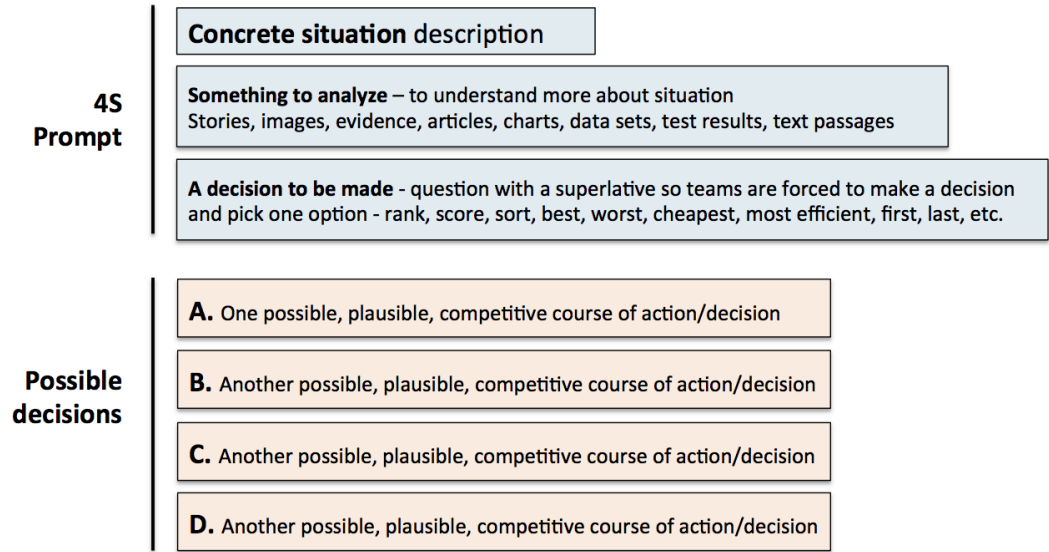 4S
Prompt
Concrete situation description
Something to analyze – to understand more about situation
Stories, images, evidence, articles, charts, data sets, test results, text passages
A decision to be made - question with a superlative so teams are forced to make a decision
and pick one option - rank, score, sort, best, worst, cheapest, most efficient, first, last, etc.
Possible
decisions
A. One possible, plausible, competitive course of action/decision
B. Another possible, plausible, competitive course of action/decision
C. Another possible, plausible, competitive course of action/decision
D. Another possible, plausible, competitive course of action/decision